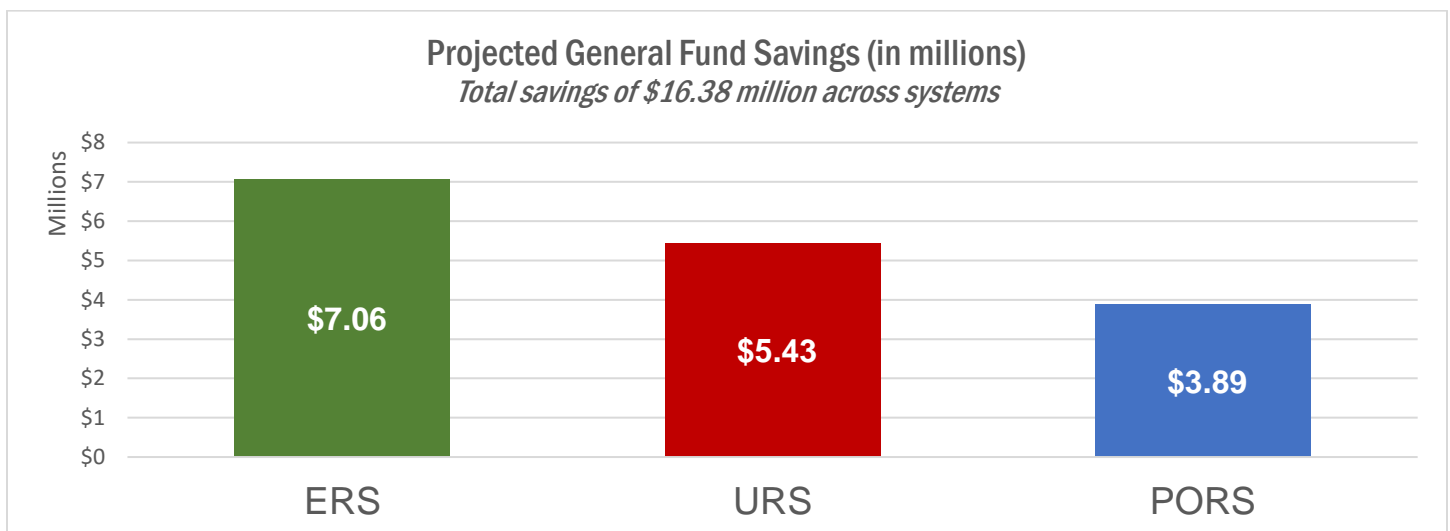 Projected General Fund Savings (in millions)
Total savings of $16.38 million across systems
Millions
$8
$7
$6
$5
$4
$3
$2
$1
$0
$7.06
$5.43
$3.89
ERS
URS
PORS